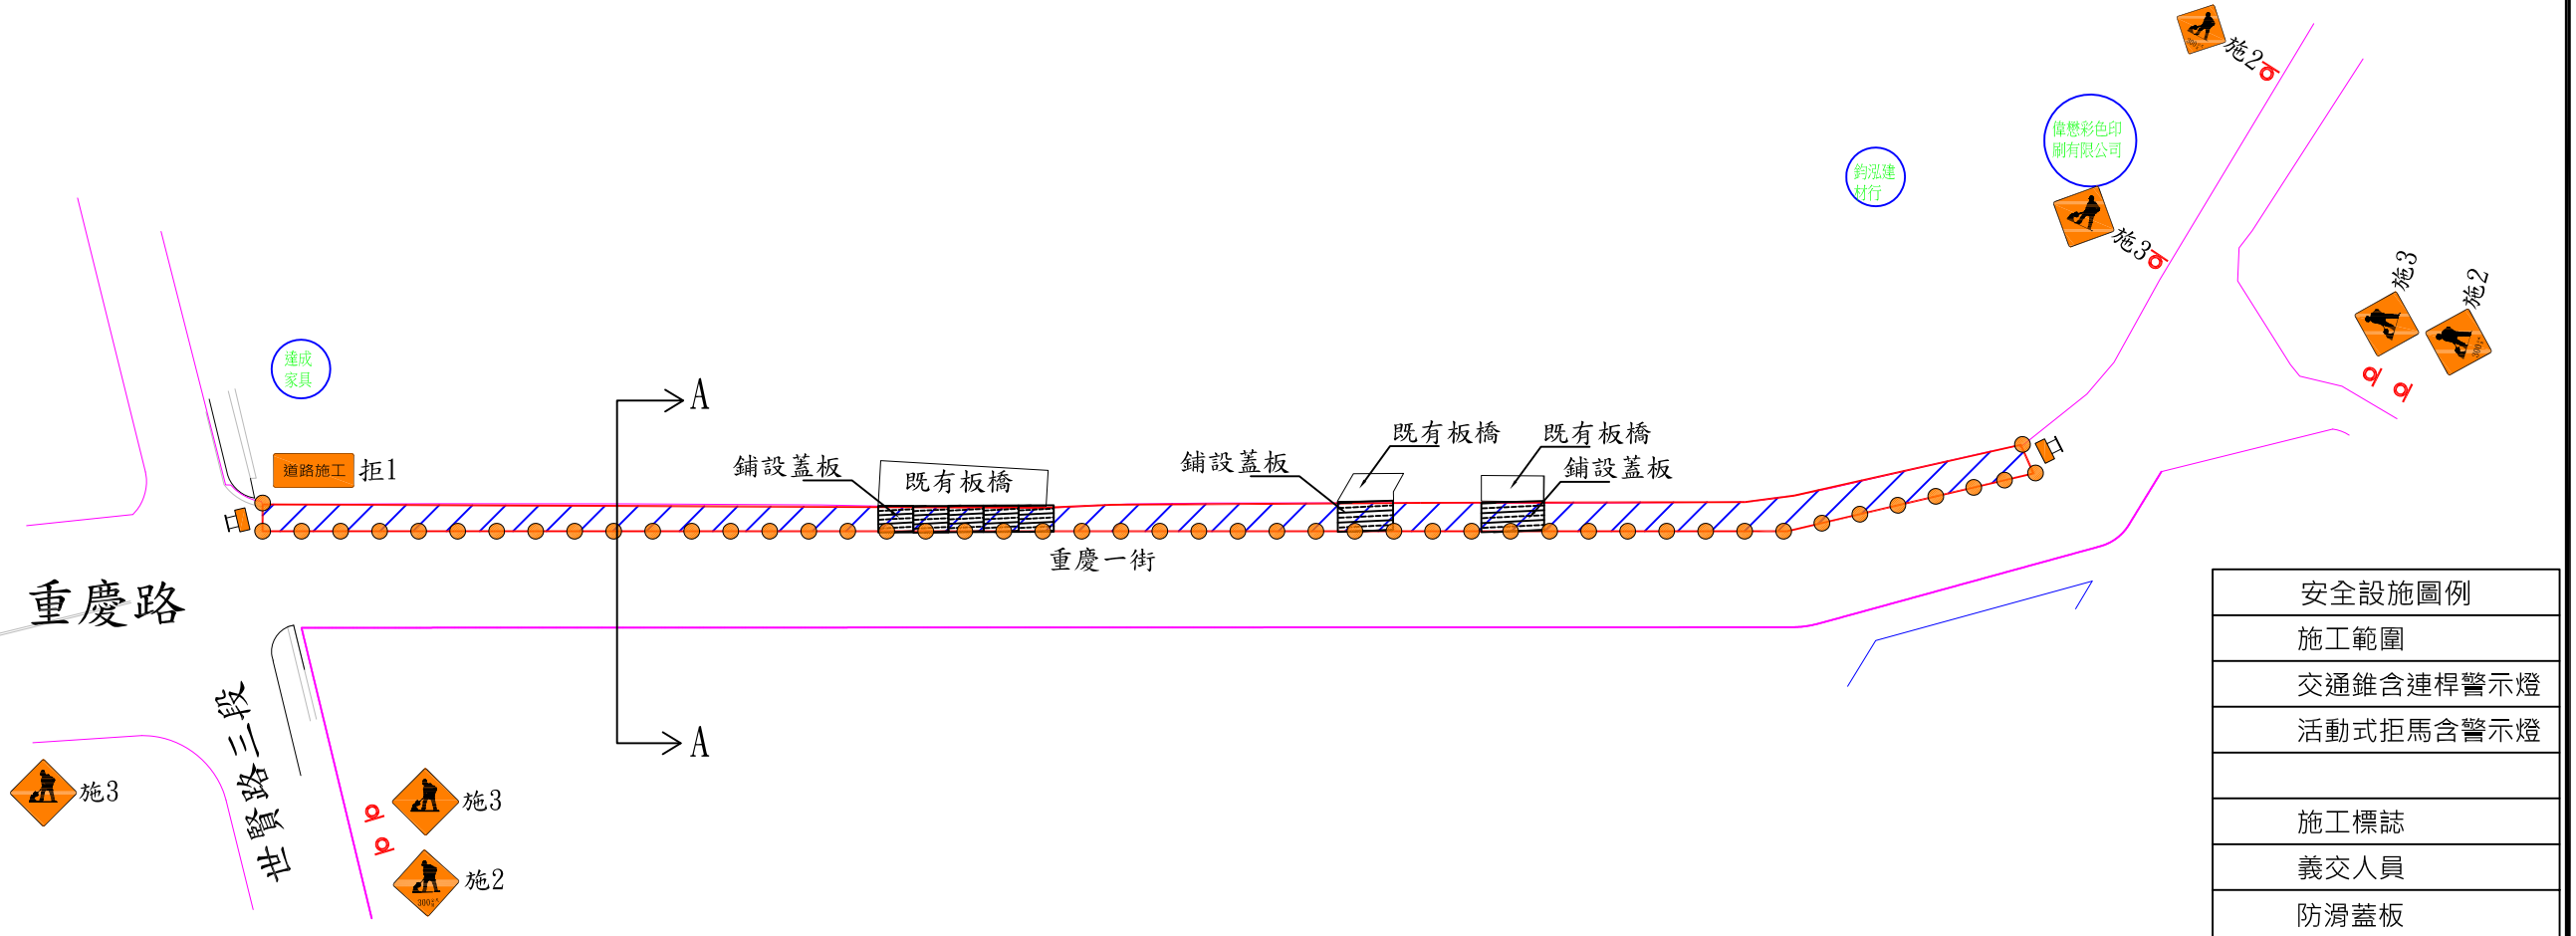 施2
偉懋彩色印
刷有限公司
鈞泓建
材行
施3
施3
施2
達成
家具
道路施工
拒1
A
鋪設蓋板
既有板橋
鋪設蓋板
既有板橋
既有板橋
鋪設蓋板
重慶一街
重慶路
世賢路三段
A
施3
施3
施2
300
安全設施圖例
施工範圍
交通錐含連桿警示燈
活動式拒馬含警示燈
施工標誌
義交人員
防滑蓋板